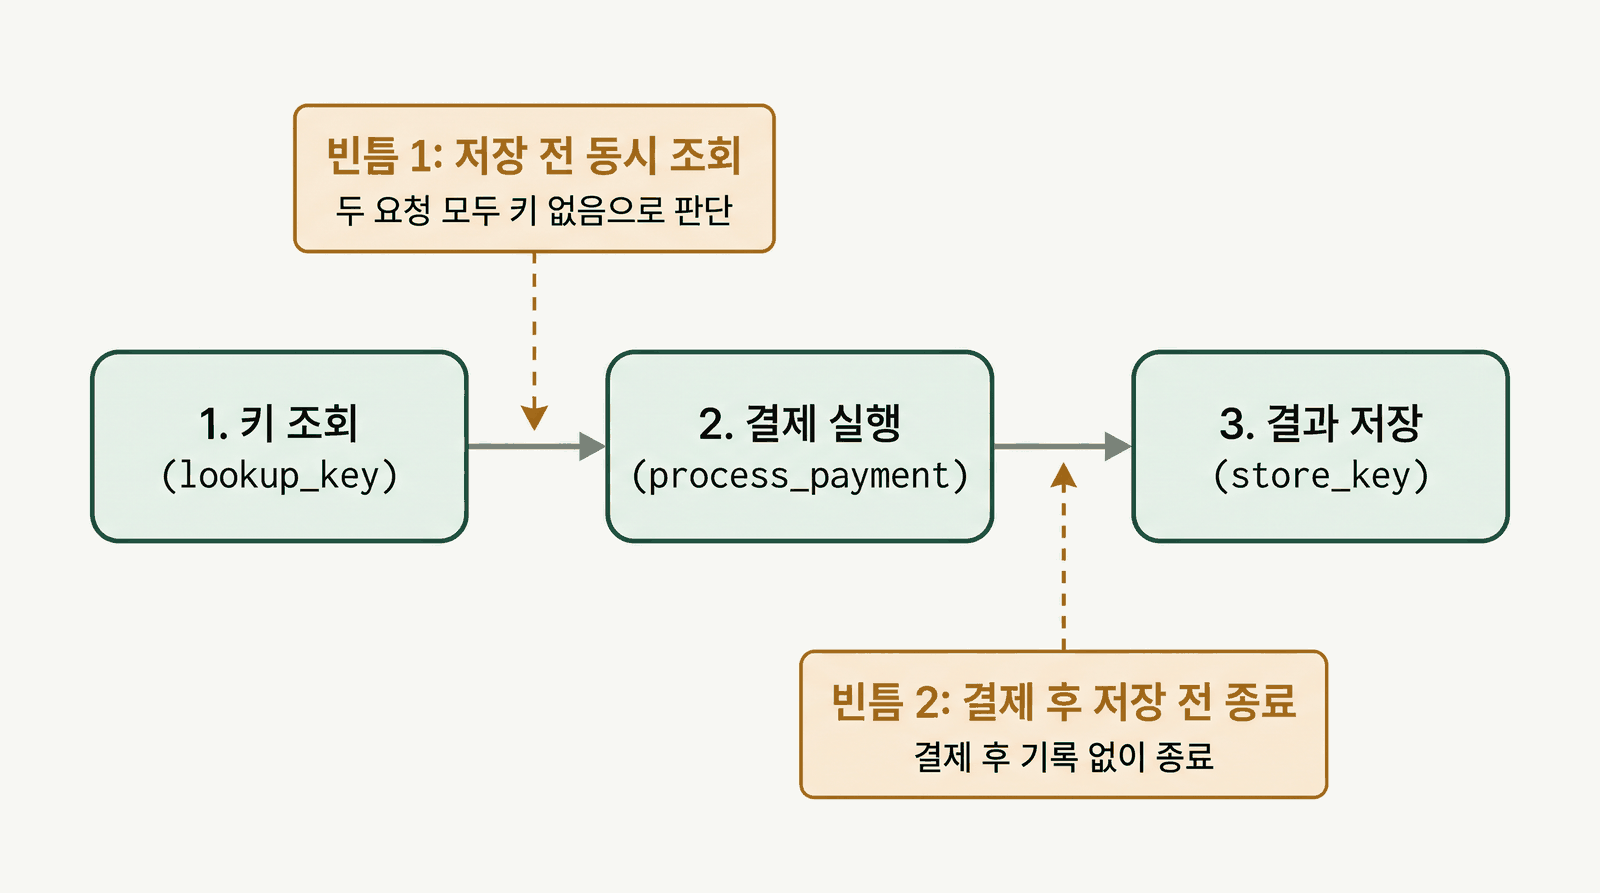 빈틈 1: 저장 전 동시 조회
두 요청 모두 키 없음으로 판단
1. 키 조회
(lookup_key)
2. 결제 실행
(process_payment)
3. 결과 저장
(store_key)
빈틈 2: 결제 후 저장 전 종료
결제 후 기록 없이 종료